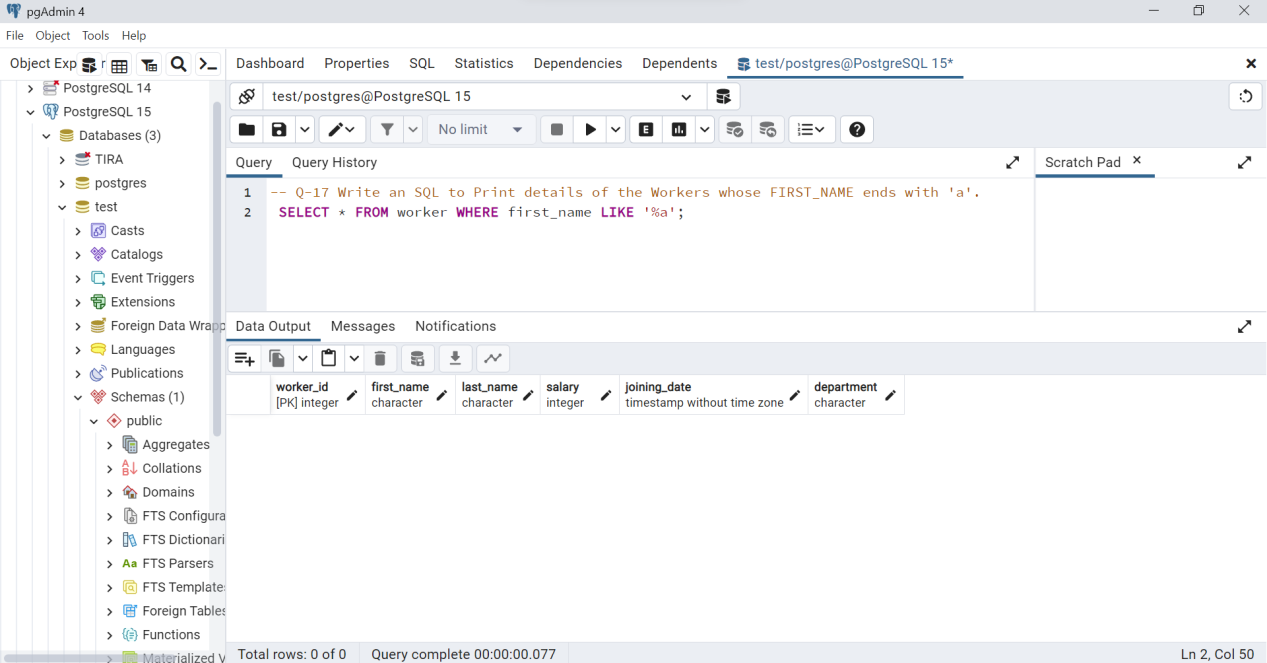 pgAdmin 4
File Object Tools Help
Object Exp r
Dashboard Properties SQL Statistics Dependencies Dependents test/postgres@PostgreSQL 15*
PostgreSQL 14
PostgreSQL 15
Databases (3)
TIRA
postgres
test
Casts
Catalogs
Event Triggers
Extensions
Foreign Data Wrapp
Languages
Publications
Schemas (1)
public
Aggregates
Collations
Domains
FTS Configura
FTS Dictionari
FTS Parsers
FTS Template
Foreign Tables
Functions
Materialized V
test/postgres@PostgreSQL 15
No limit
E
Query Query History
Scratch Pad
1 -- Q-17 Write an SQL to Print details of the Workers whose FIRST_NAME ends with 'a'.
2 SELECT * FROM worker WHERE first_name LIKE '%a';
Data Output Messages Notifications
worker_id first_name last_name salary joining_date department
[PK] integer character character integer timestamp without time zone character
Total rows: 0 of 0 Query complete 00:00:00.077 Ln 2, Col 50